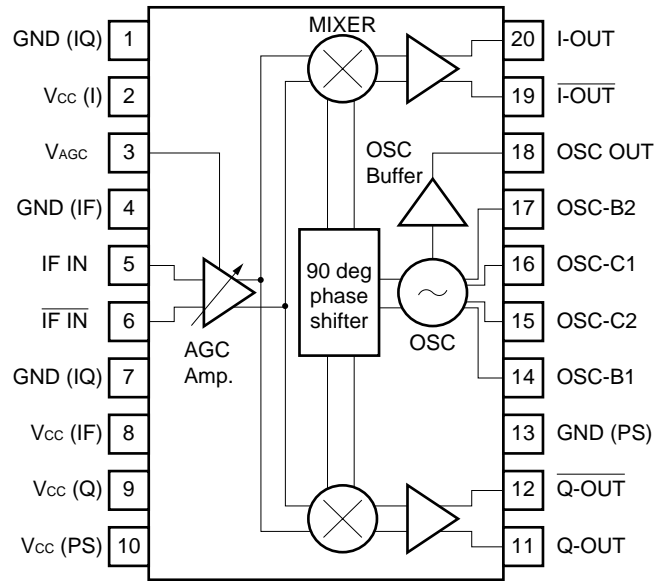 MIXER
GND (IQ) 1
20 I-OUT
VCC (I) 2
19 I-OUT
VAGC 3
OSC
Buffer
18 OSC OUT
GND (IF) 4
17 OSC-B2
IF IN 5
90 deg
phase
shifter
16 OSC-C1
IF IN 6
15 OSC-C2
AGC
Amp.
OSC
GND (IQ) 7
14 OSC-B1
VCC (IF) 8
13 GND (PS)
VCC (Q) 9
12 Q-OUT
VCC (PS) 10
11 Q-OUT